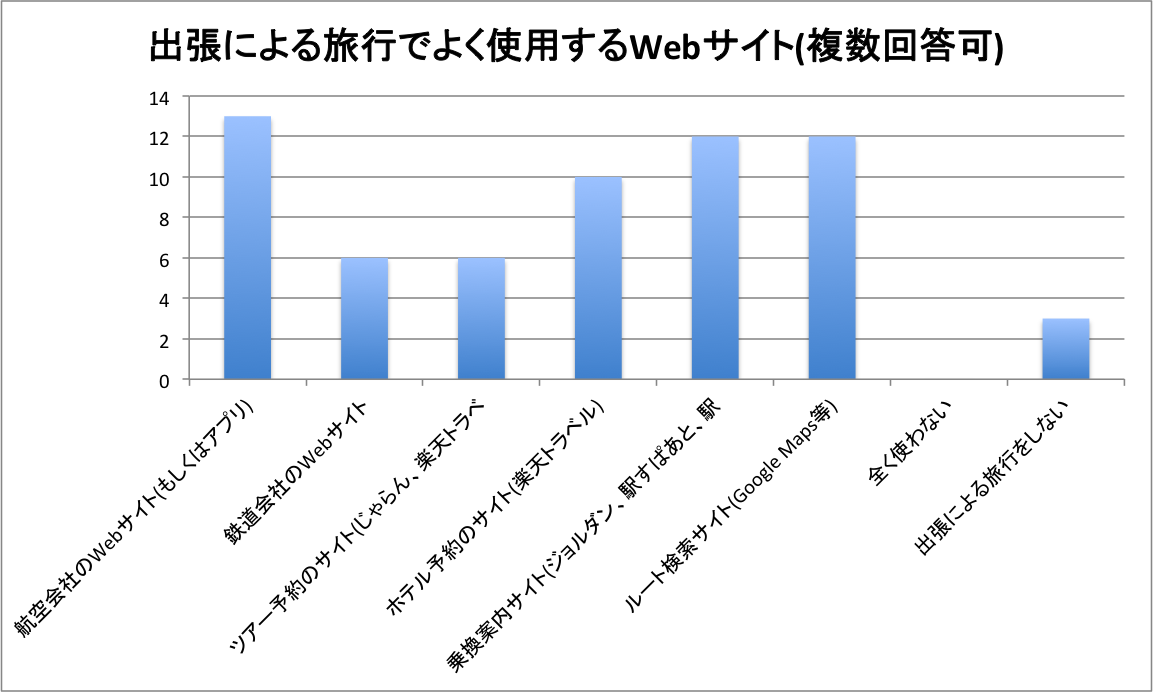 出張による旅行でよく使用するWebサイト(複数回答可)
14
12
10
8
6
4
2
0
航空会社のWebサイト(もしくはアプリ)
鉄道会社のWebサイト
ツアー予約のサイト(じゃらん、楽天トラベ
ホテル予約のサイト(楽天トラベル)
乗換案内サイト(ジョルダン、駅すぱあと、駅
ルート検索サイト(Google Maps等)
全く使わない
出張による旅行をしない